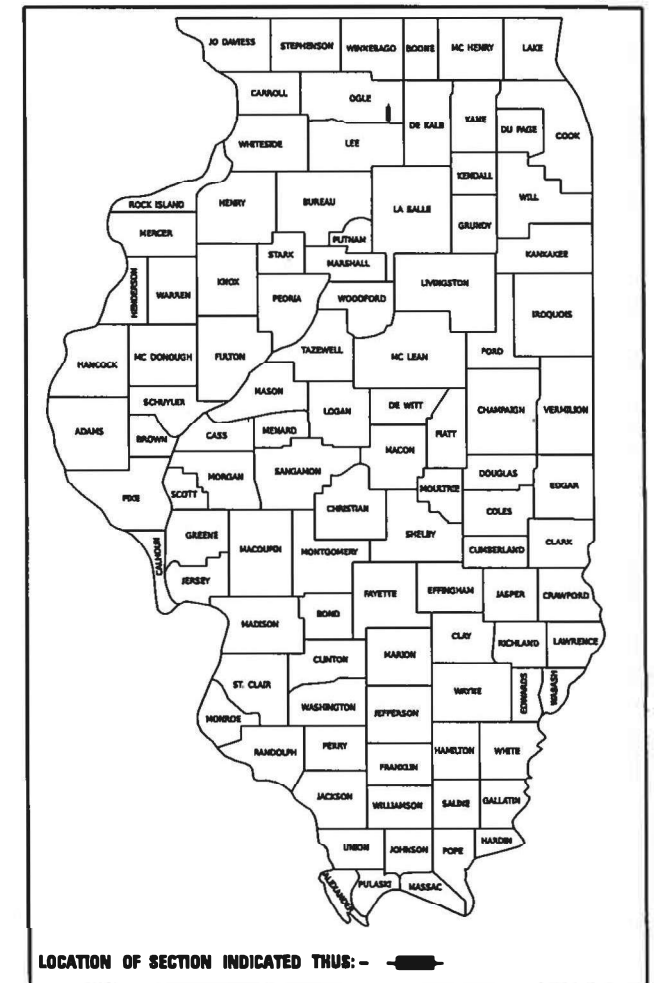 JO DAVIESS STEPHENSON WINNEBAGO BOONE MC HENRY LAKE
CARROLL OGLE DE KALB KANE DU PAGE COOK
WHITESIDE LEE
KENDALL
ROCK ISLAND HENRY BUREAU LA SALLE GRUNDY WILL
MERCER PUTNAM
STARK MARSHALL KANKAKEE
HENDERSON WARREN KNOX PEORIA WOODFORD LIVINGSTON IROQUOIS
HANCOCK MC DONOUGH FULTON TAZEWELL MC LEAN FORD
SCHUYLER MASON LOGAN DE WITT CHAMPAIGN VERMILION
ADAMS BROWN CASS MENARD MACON PIATT
PIKE SCOTT MORGAN SANGAMON MOULTRIE DOUGLAS EDGAR
CHRISTIAN COLES
CALHOUN GREENE MACOUPIN MONTGOMERY SHELBY CUMBERLAND CLARK
JERSEY FAYETTE EFFINGHAM JASPER CRAWFORD
MADISON BOND
CLINTON MARION CLAY RICHLAND LAWRENCE
ST. CLAIR WAYNE EDWARDS WABASH
MONROE WASHINGTON JEFFERSON
RANDOLPH PERRY HAMILTON WHITE
FRANKLIN
JACKSON WILLIAMSON SALINE GALLATIN
UNION JOHNSON POPE HARDIN
ALEXANDER PULASKI MASSAC
LOCATION OF SECTION INDICATED THUS: -